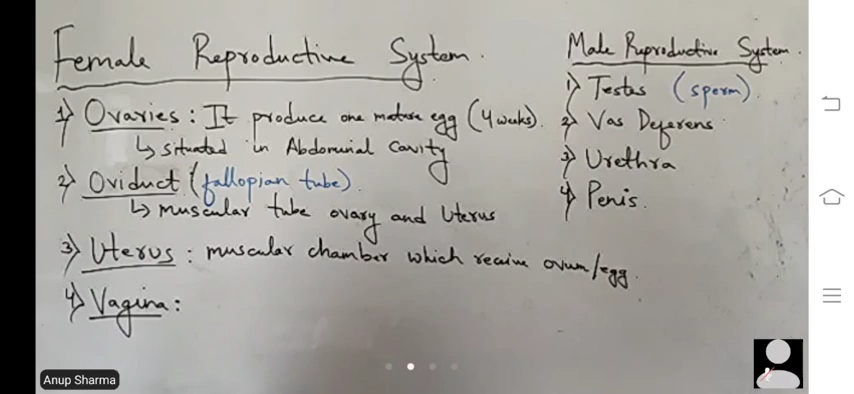 Female Reproductive System.
1) Ovaries: It produce one mature egg (4 weeks).
↳ situated in Abdominal Cavity
2) Oviduct (fallopian tube).
↳ muscular tube ovary and Uterus
3) Uterus: muscular chamber which receive ovum/egg.
4) Vagina:
Male Reproductive System.
1) Testes (sperm).
2) Vas Deferens
3) Urethra
4) Penis.
Anup Sharma